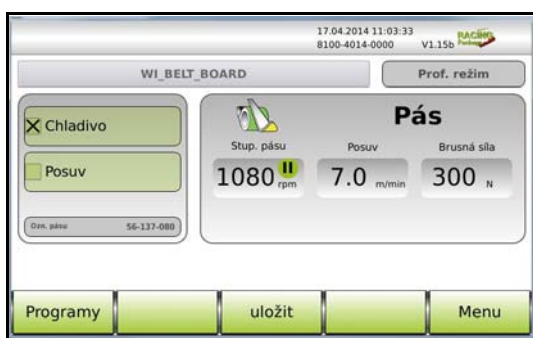 17.04.2014 11:03:33
8100-4014-0000 V1.15b
RACING
WI_BELT_BOARD
Prof. režim
Chladivo
Posuv
Ozn. pásu 56-137-080
Pás
Stup. pásu Posuv Brusná síla
1080 rpm 7.0 m/min 300 N
Programy uložit Menu